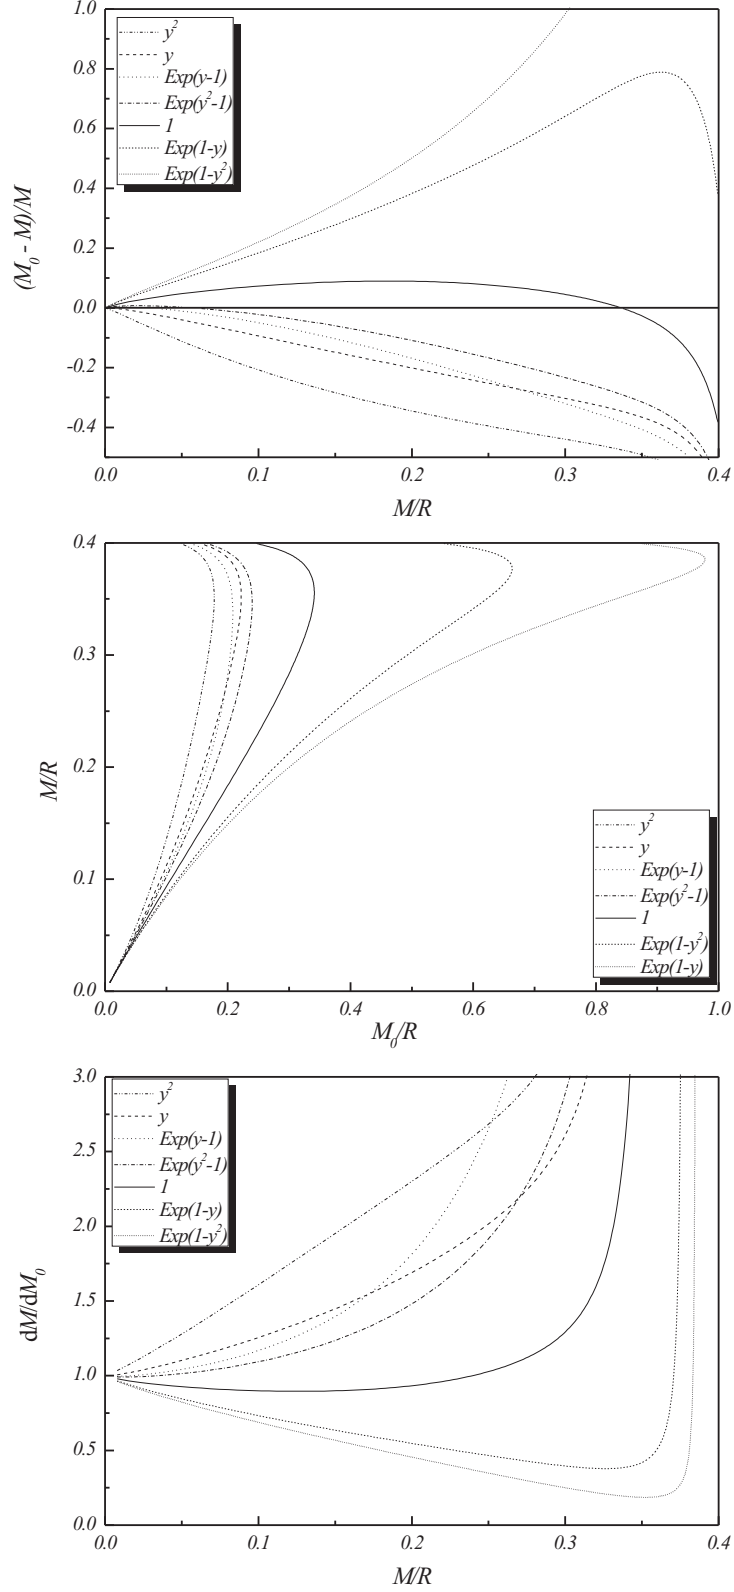 1.0
y²
y
Exp(y-1)
Exp(y²-1)
1
Exp(1-y)
Exp(1-y²)
0.8
0.6
0.4
0.2
0.0
-0.2
-0.4
(M₀ - M)/M
0.0 0.1 0.2 0.3 0.4
M/R
0.4
0.3
0.2
0.1
0.0
M/R
y²
y
Exp(y-1)
Exp(y²-1)
1
Exp(1-y²)
Exp(1-y)
0.0 0.2 0.4 0.6 0.8 1.0
M₀/R
3.0
y²
y
Exp(y-1)
Exp(y²-1)
1
Exp(1-y)
Exp(1-y²)
2.5
2.0
1.5
1.0
0.5
0.0
dM/dM₀
0.0 0.1 0.2 0.3 0.4
M/R